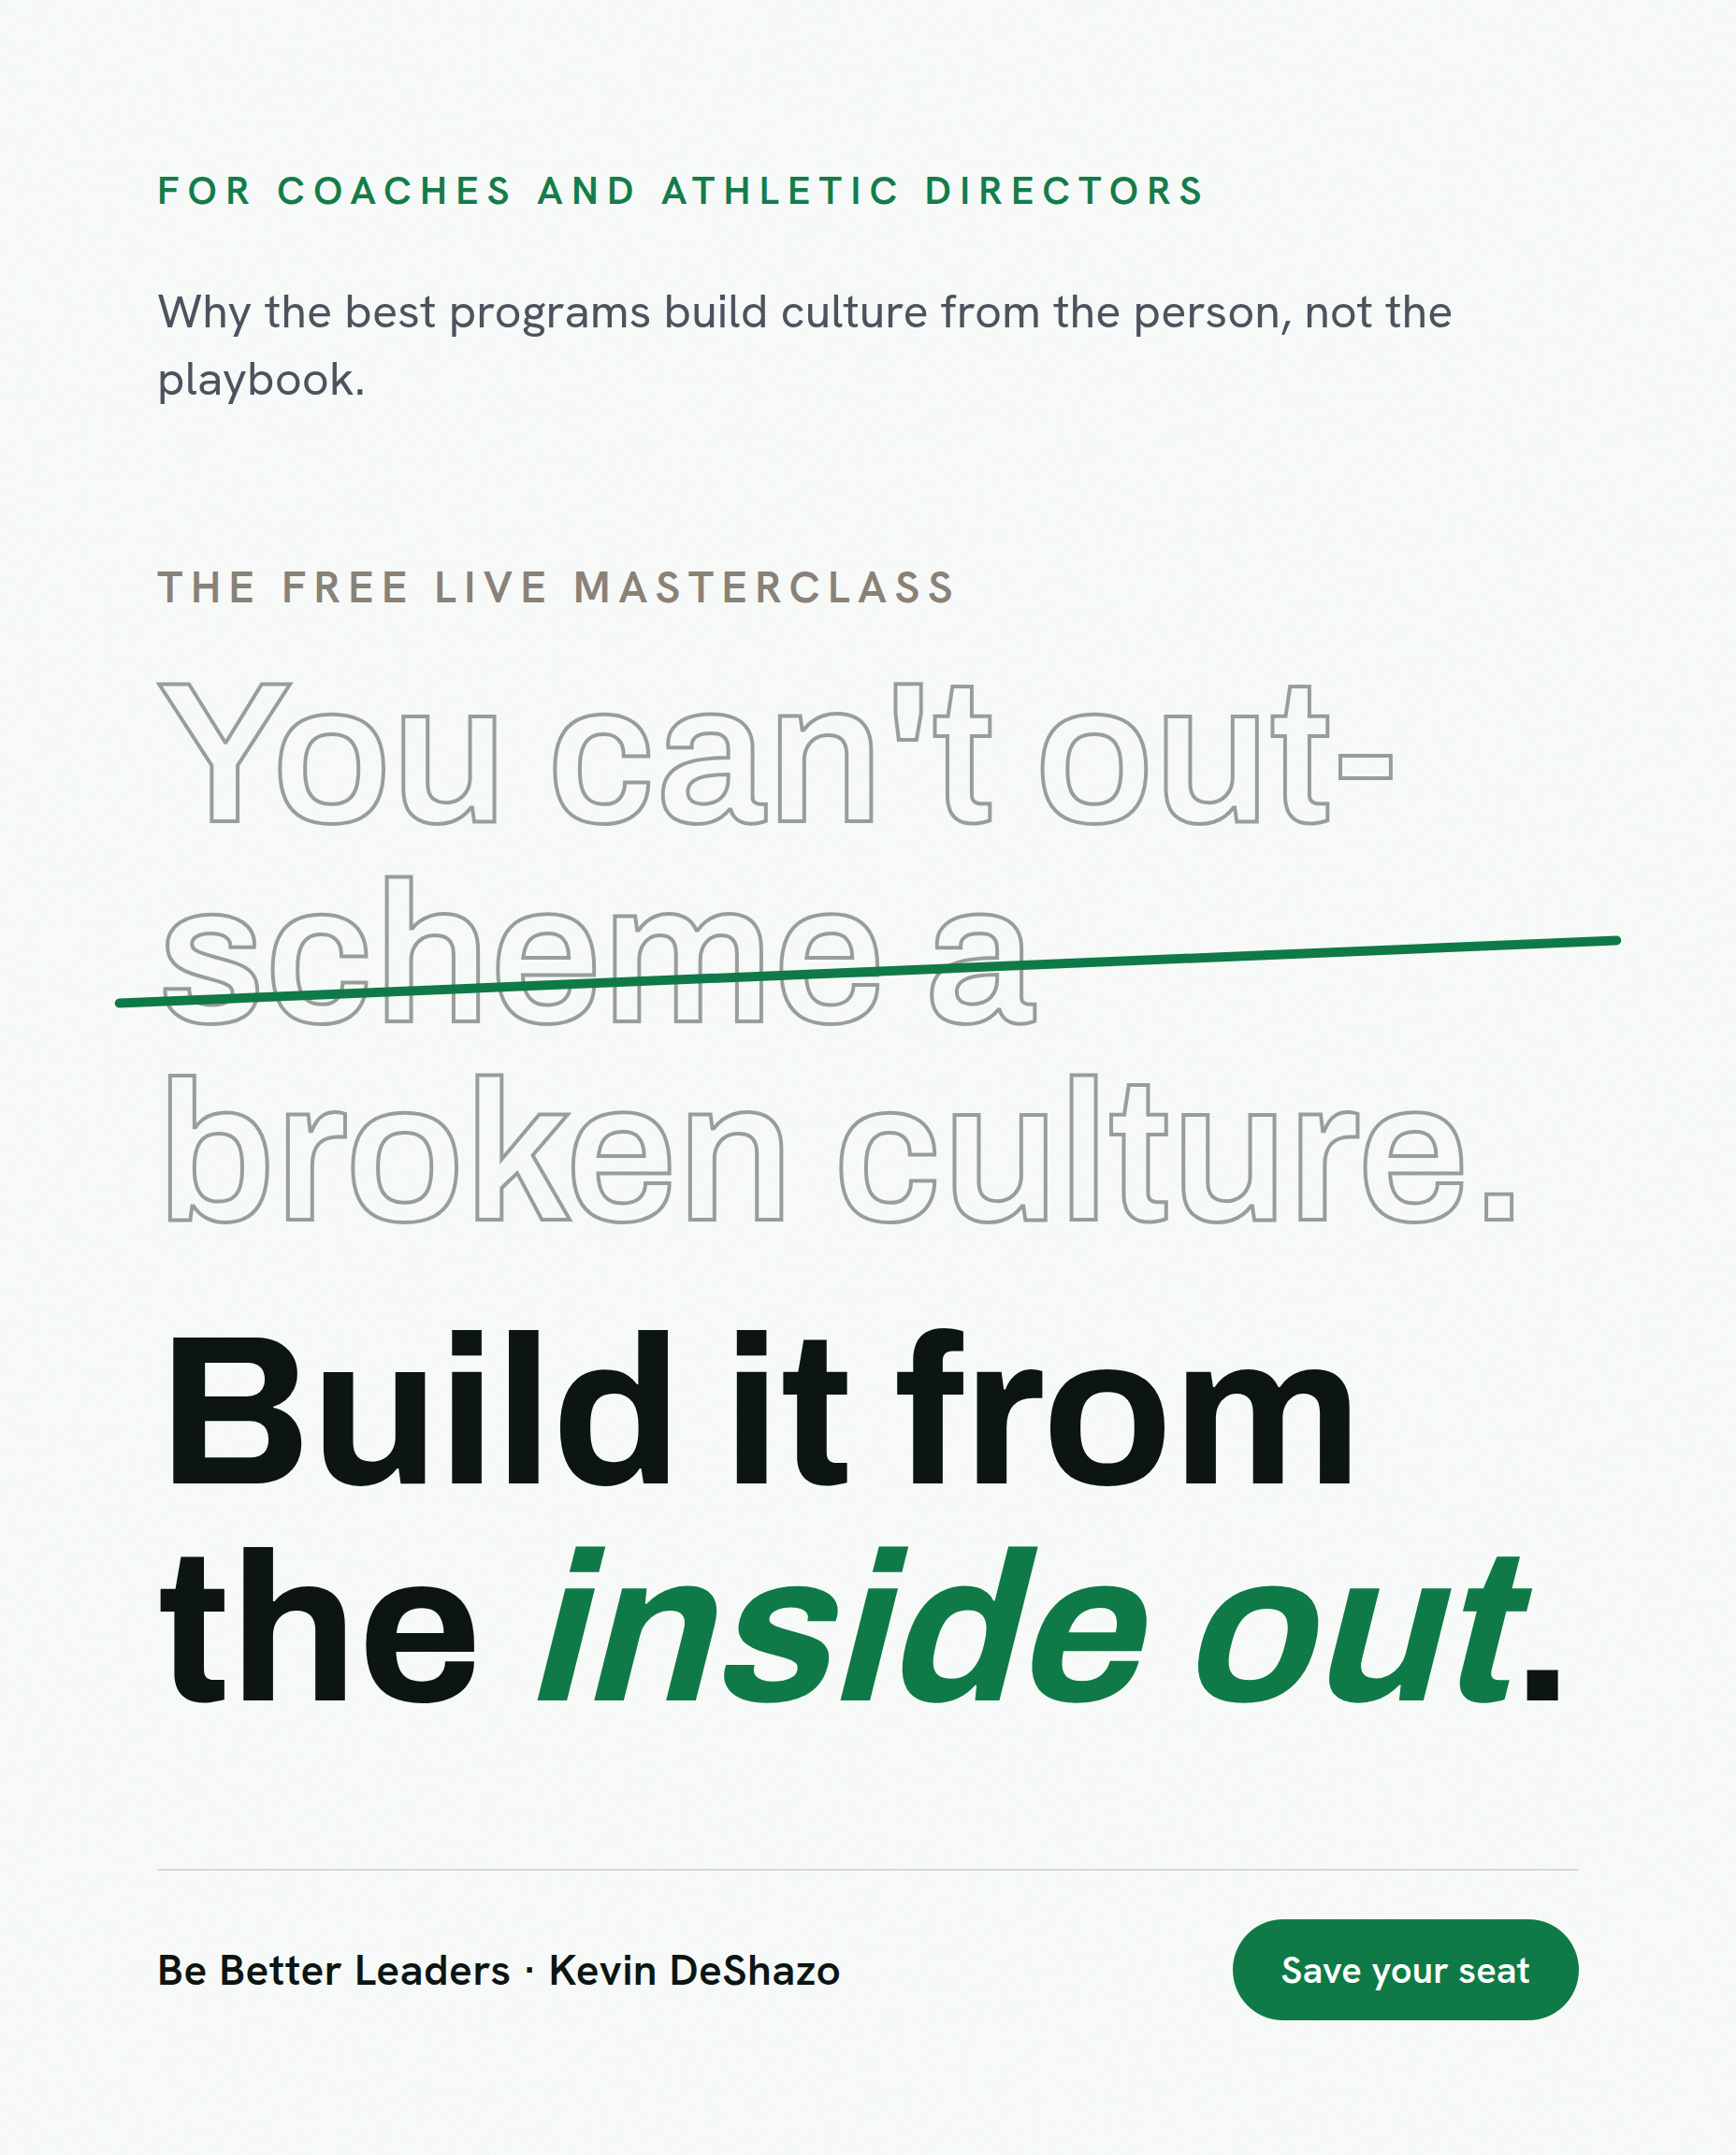 FOR COACHES AND ATHLETIC DIRECTORS
Why the best programs build culture from the person, not the
playbook.
THE FREE LIVE MASTERCLASS
You can't out-
scheme a
broken culture.
Build it from
the inside out.
Be Better Leaders · Kevin DeShazo
Save your seat